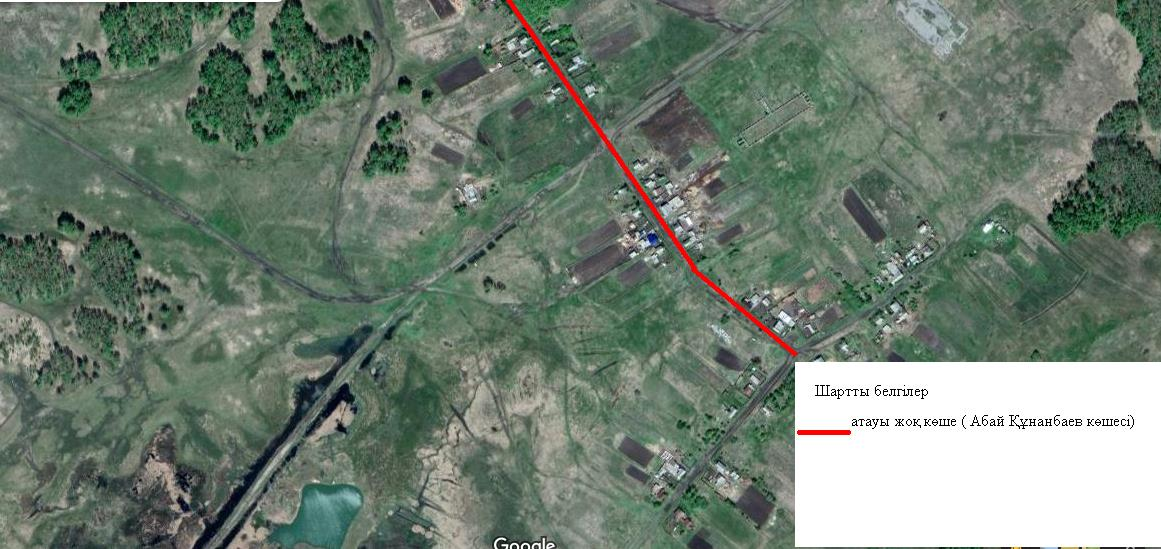 Шартты белгілер
атауы жоқ көше ( Абай Құнанбаев көшесі)
Google